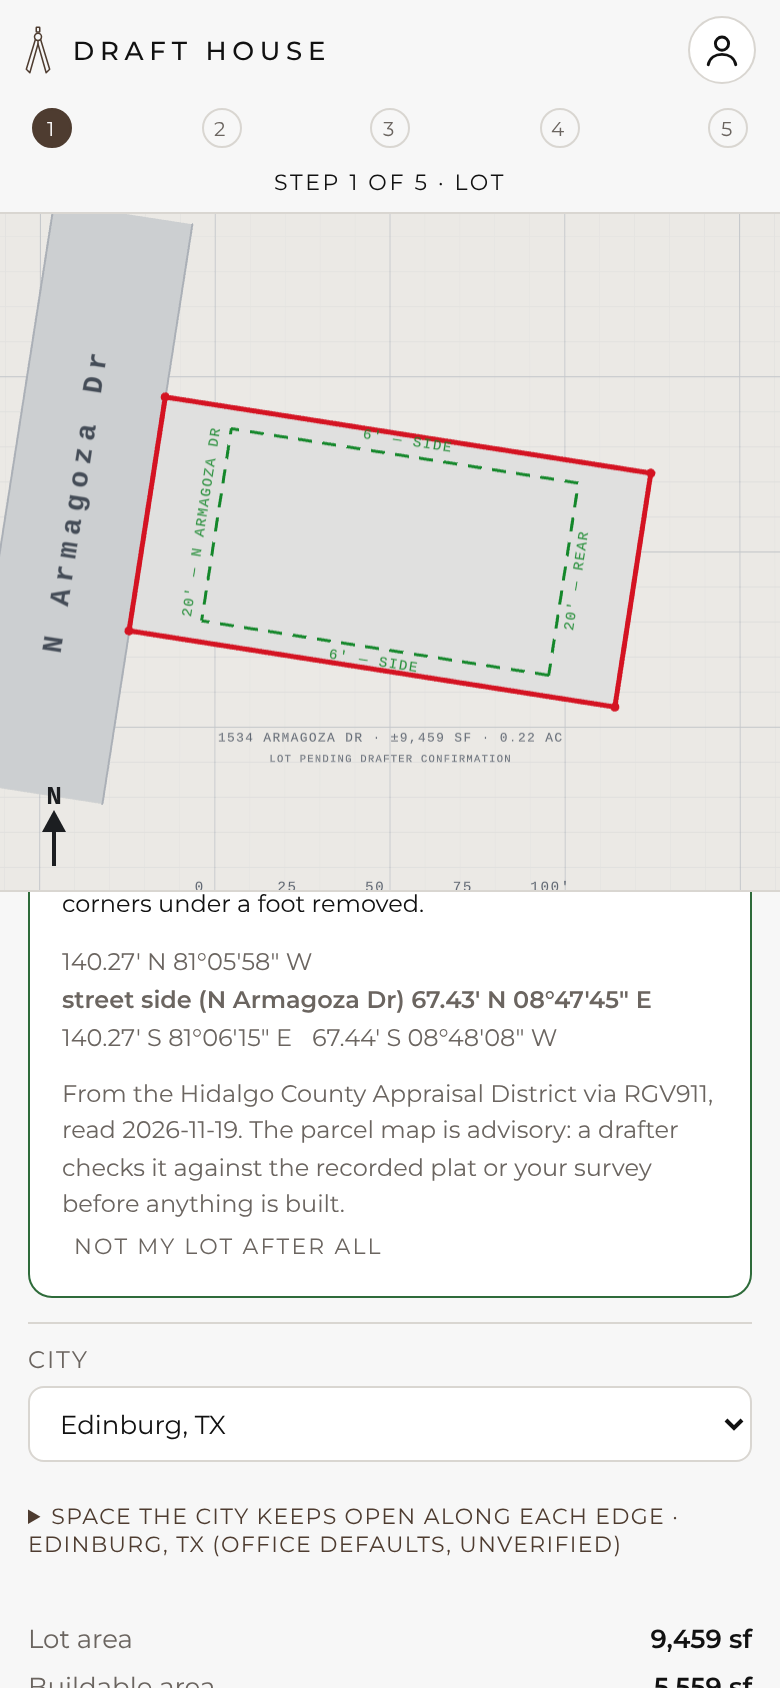 DRAFT HOUSE
1 2 3 4 5
STEP 1 OF 5 · LOT
N Armagoza Dr
6' — SIDE
20' — N ARMAGOZA DR
20' — REAR
6' — SIDE
1534 ARMAGOZA DR · ±9,459 SF · 0.22 AC
LOT PENDING DRAFTER CONFIRMATION
N
0 25 50 75 100'
corners under a foot removed.
140.27' N 81°05'58" W
street side (N Armagoza Dr) 67.43' N 08°47'45" E
140.27' S 81°06'15" E 67.44' S 08°48'08" W
From the Hidalgo County Appraisal District via RGV911,
read 2026-11-19. The parcel map is advisory: a drafter
checks it against the recorded plat or your survey
before anything is built.
NOT MY LOT AFTER ALL
CITY
Edinburg, TX
SPACE THE CITY KEEPS OPEN ALONG EACH EDGE ·
EDINBURG, TX (OFFICE DEFAULTS, UNVERIFIED)
Lot area 9,459 sf
Buildable area 5,559 sf